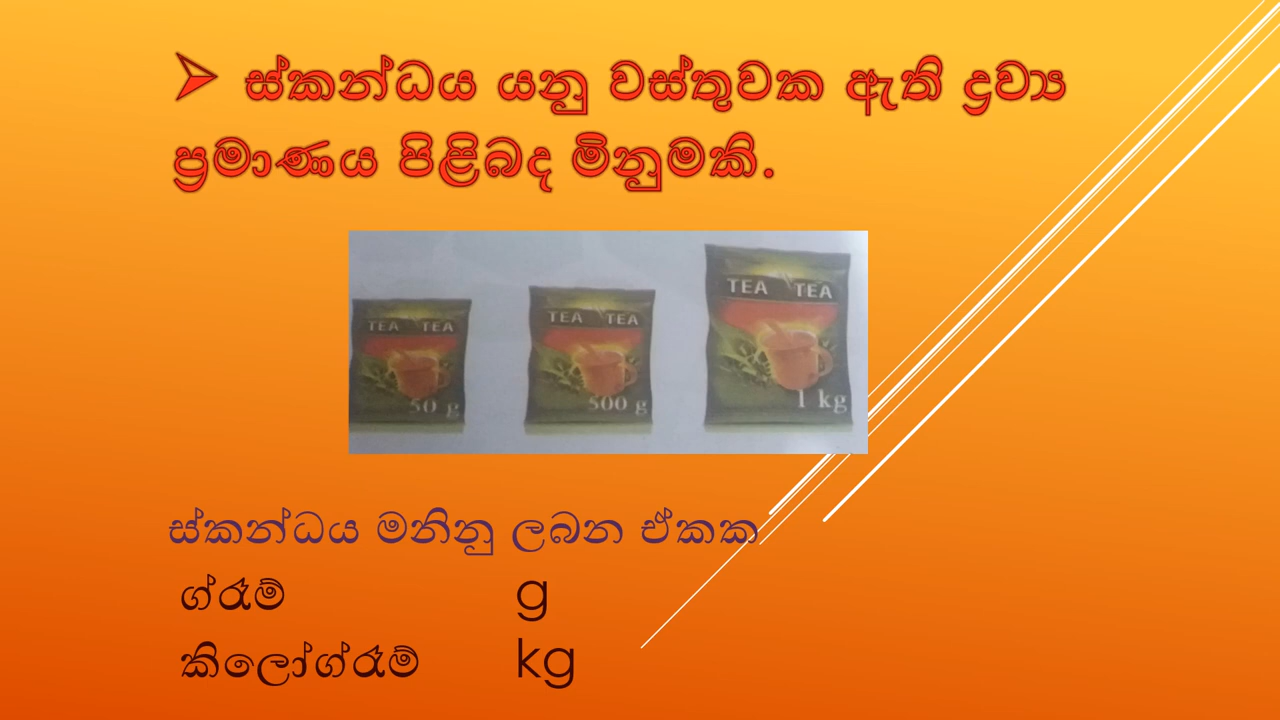 ➢ ස්කන්ධය යනු වස්තුවක ඇති ද්‍රව්‍ය
ප්‍රමාණය පිළිබද මිනුමකි.
TEA TEA
50 g
TEA TEA
500 g
TEA TEA
1 kg
ස්කන්ධය මනිනු ලබන ඒකක
ග්රෑම් g
කිලෝග්රෑම් kg